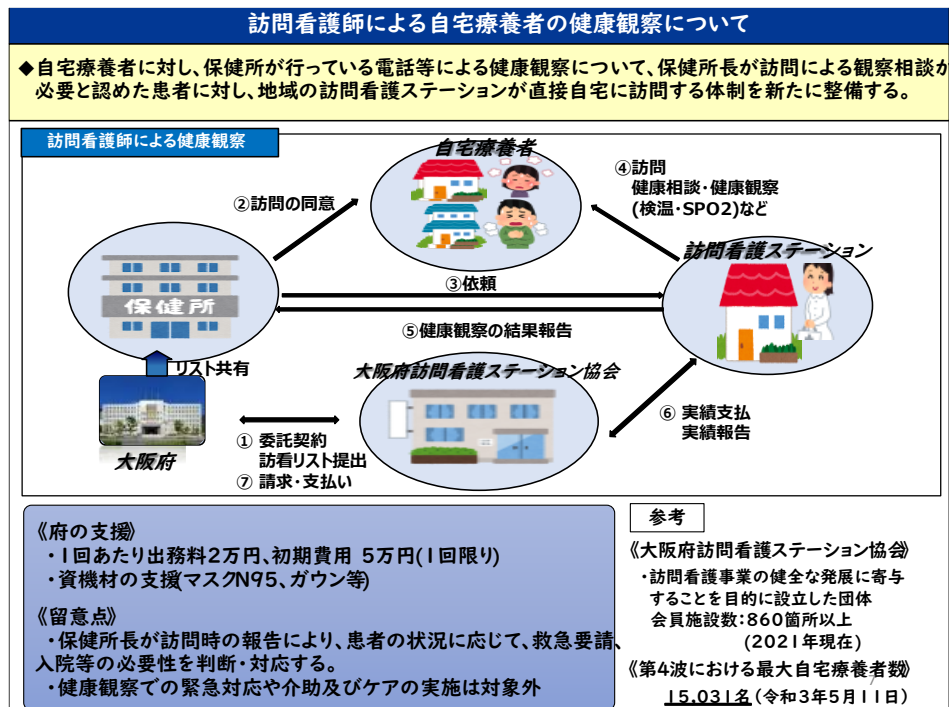 訪問看護師による自宅療養者の健康観察について
◆自宅療養者に対し、保健所が行っている電話等による健康観察について、保健所長が訪問による観察相談が
必要と認めた患者に対し、地域の訪問看護ステーションが直接自宅に訪問する体制を新たに整備する。
訪問看護師による健康観察
自宅療養者
④訪問
健康相談・健康観察
(検温・SPO2)など
②訪問の同意
訪問看護ステーション
保健所
③依頼
⑤健康観察の結果報告
リスト共有
大阪府訪問看護ステーション協会
大阪府
① 委託契約
訪看リスト提出
⑦ 請求・支払い
⑥ 実績支払
実績報告
《府の支援》
・1回あたり出務料2万円、初期費用 5万円(1回限り)
・資機材の支援(マスクN95、ガウン等)
《留意点》
・保健所長が訪問時の報告により、患者の状況に応じて、救急要請、
入院等の必要性を判断・対応する。
・健康観察での緊急対応や介助及びケアの実施は対象外
参考
《大阪府訪問看護ステーション協会》
・訪問看護事業の健全な発展に寄与
することを目的に設立した団体
会員施設数：860箇所以上
(2021年現在)
《第4波における最大自宅療養者数》
15,031名(令和3年5月11日)
7